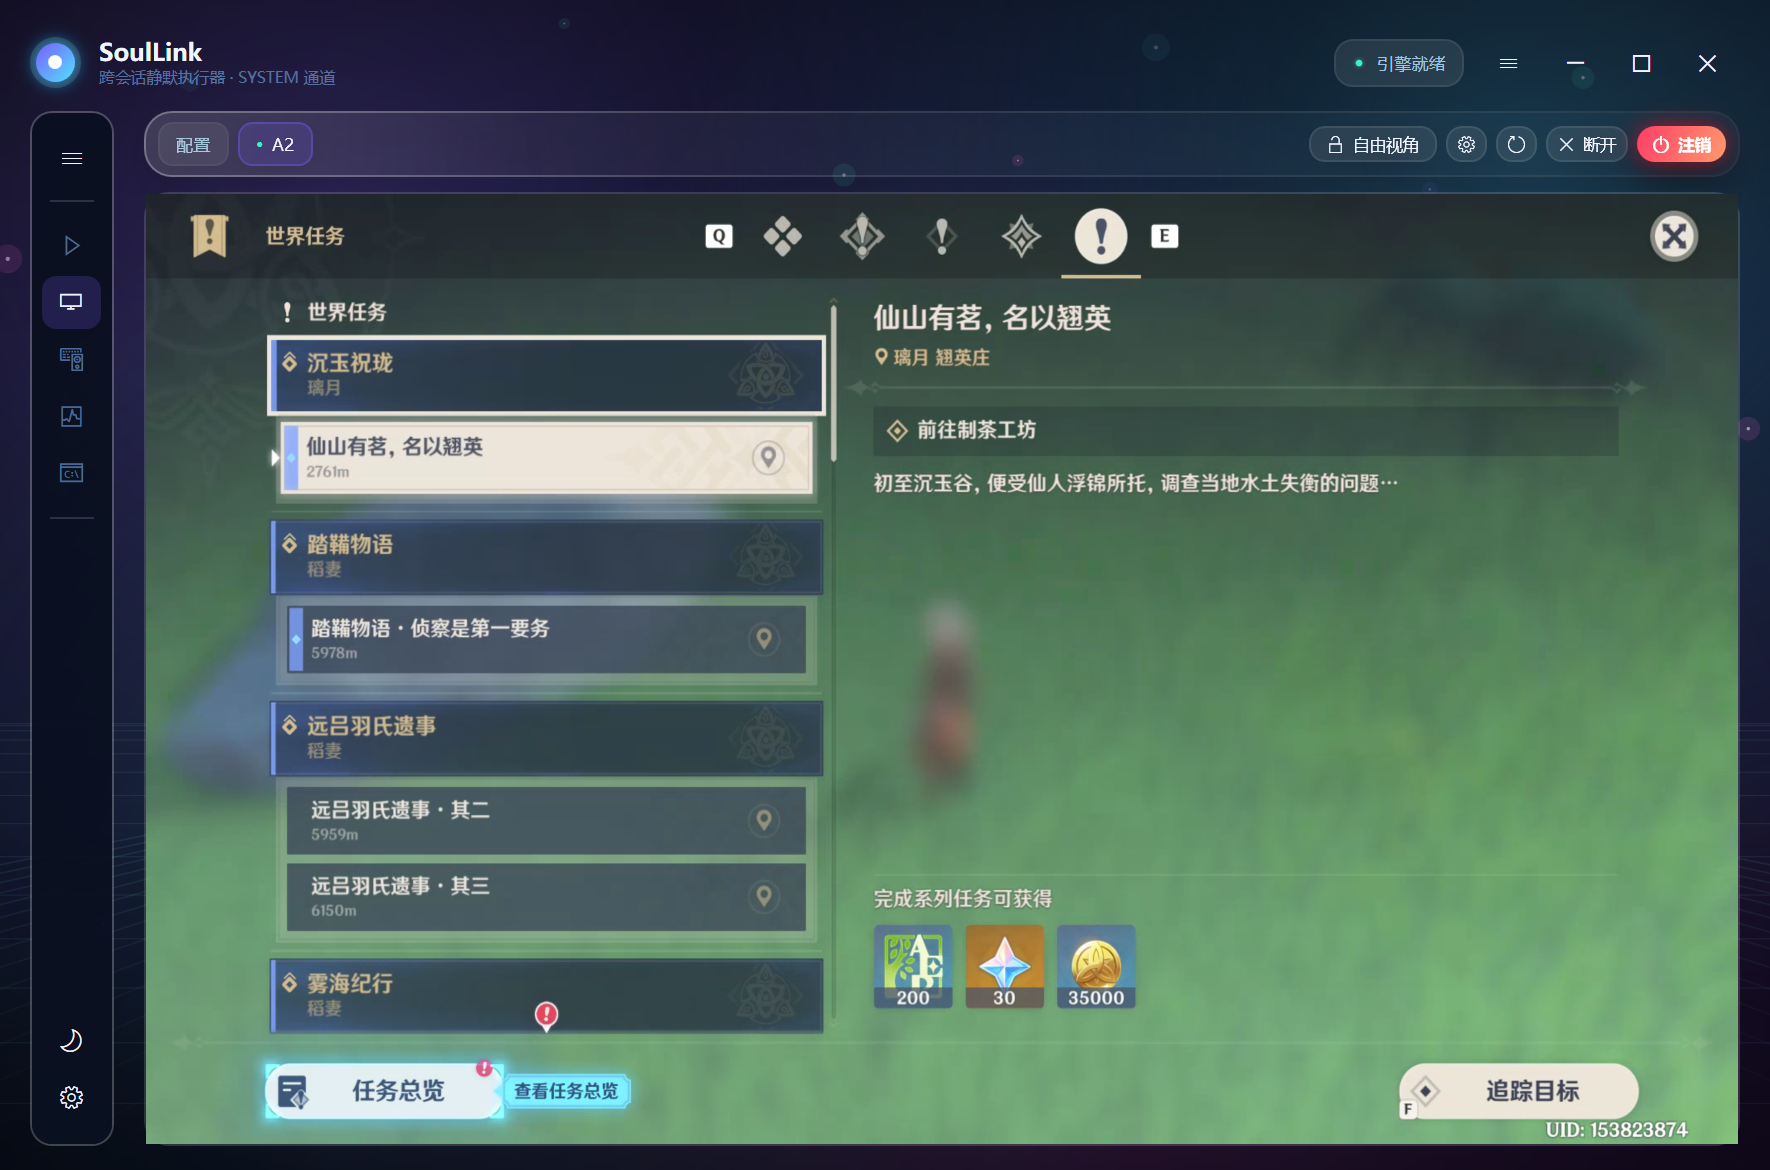 SoulLink
跨会话静默执行器 · SYSTEM 通道
引擎就绪
配置
A2
自由视角
断开
注销
世界任务
Q
E
世界任务
沉玉祝珑
璃月
仙山有茗，名以翘英
2761m
踏鞴物语
稻妻
踏鞴物语·侦察是第一要务
5978m
远吕羽氏遗事
稻妻
远吕羽氏遗事·其二
5959m
远吕羽氏遗事·其三
6150m
雾海纪行
稻妻
任务总览
查看任务总览
仙山有茗，名以翘英
璃月 翘英庄
前往制茶工坊
初至沉玉谷，便受仙人浮锦所托，调查当地水土失衡的问题…
完成系列任务可获得
200
30
35000
追踪目标
F
UID: 153823874